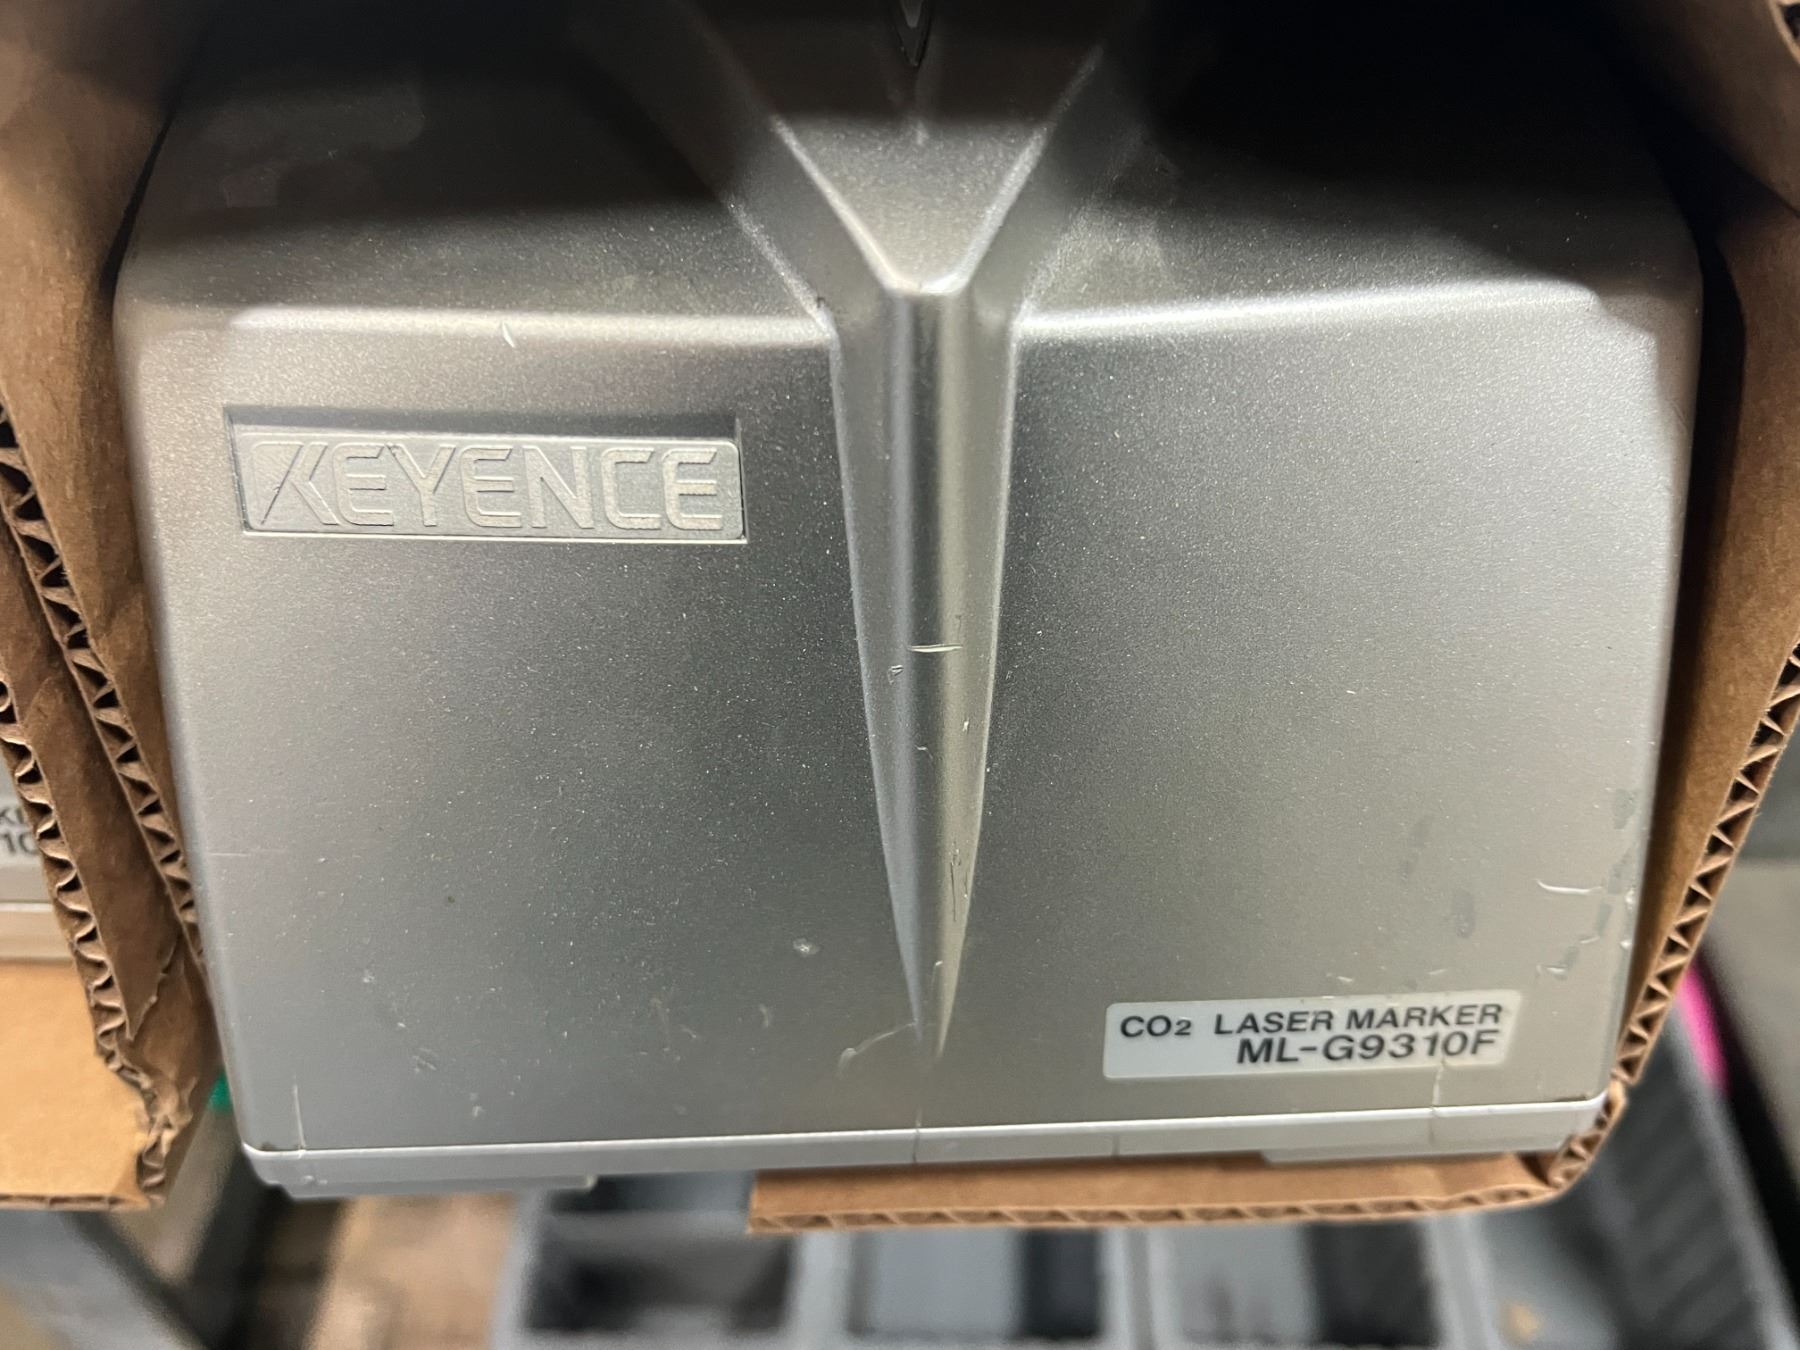 KEYENCE
CO2 LASER MARKER
ML-G9310F